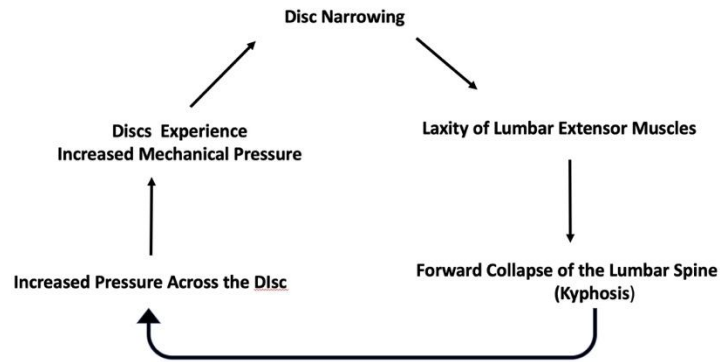 Disc Narrowing
Laxity of Lumbar Extensor Muscles
Forward Collapse of the Lumbar Spine
(Kyphosis)
Increased Pressure Across the DIsc
Discs Experience
Increased Mechanical Pressure